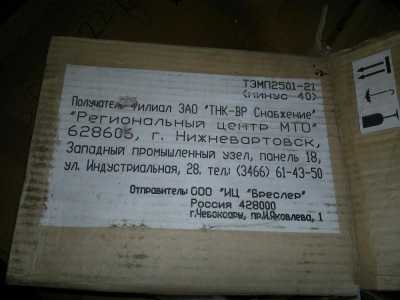 ТЭМП2501-21
(минус 40)
Получатель Филиал ЗАО "ТНК-ВР Снабжение"
"Региональный центр МТО"
628605, г. Нижневартовск,
Западный промышленный узел, панель 18,
ул. Индустриальная, 28. тел: (3466) 61-43-50
Отправитель: ООО "ИЦ "Бреслер"
Россия 428000
г.Чебоксары, пр.И.Яковлева, 1